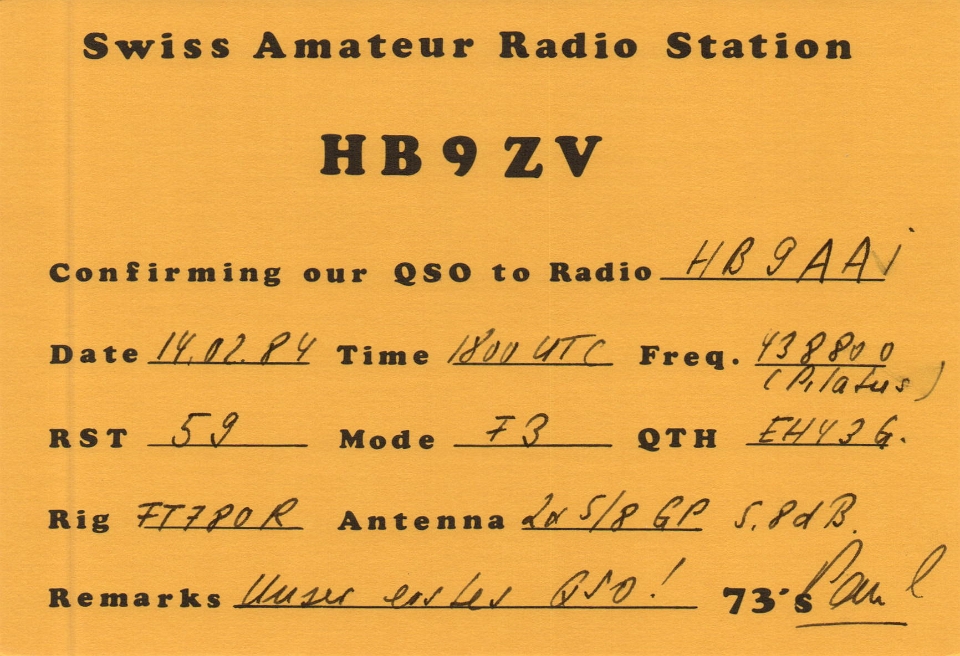 Swiss Amateur Radio Station
HB9ZV
Confirming our QSO to Radio HB9AAi
Date 14.02.84 Time 1800 UTC Freq. 438800
(Pilatus)
RST 59 Mode F3 QTH EH43G.
Rig FT780R Antenna 2x 5/8 GP 5,8dB.
Remarks Unser erstes QSO! 73's Paul